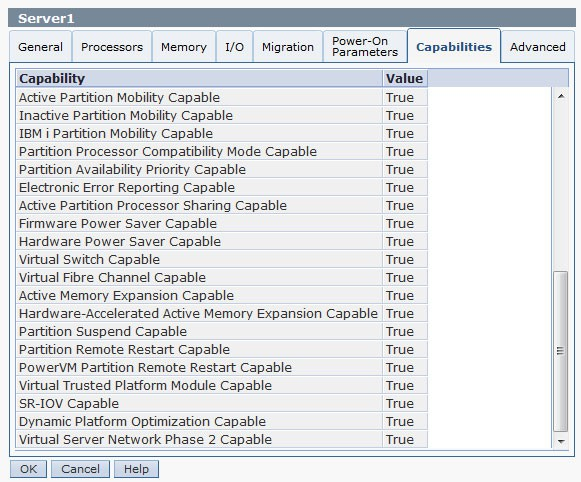 Server1
General Processors Memory I/O Migration Power-On Parameters Capabilities Advanced
Capability Value
Active Partition Mobility Capable True
Inactive Partition Mobility Capable True
IBM i Partition Mobility Capable True
Partition Processor Compatibility Mode Capable True
Partition Availability Priority Capable True
Electronic Error Reporting Capable True
Active Partition Processor Sharing Capable True
Firmware Power Saver Capable True
Hardware Power Saver Capable True
Virtual Switch Capable True
Virtual Fibre Channel Capable True
Active Memory Expansion Capable True
Hardware-Accelerated Active Memory Expansion Capable True
Partition Suspend Capable True
Partition Remote Restart Capable True
PowerVM Partition Remote Restart Capable True
Virtual Trusted Platform Module Capable True
SR-IOV Capable True
Dynamic Platform Optimization Capable True
Virtual Server Network Phase 2 Capable True
OK Cancel Help